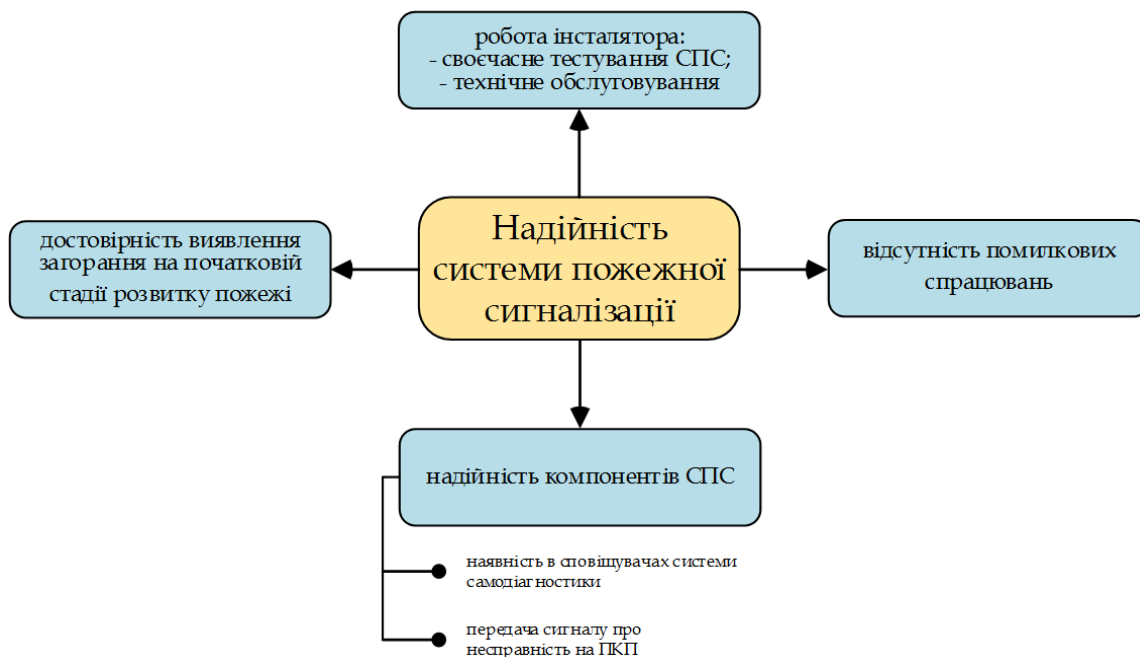 робота інсталятора:
- своєчасне тестування СПС;
- технічне обслуговування
достовірність виявлення
загорання на початковій
стадії розвитку пожежі
Надійність
системи пожежної
сигналізації
відсутність помилкових
спрацювань
надійність компонентів СПС
наявність в сповіщувачах системи
самодіагностики
передача сигналу про
несправність на ПКП